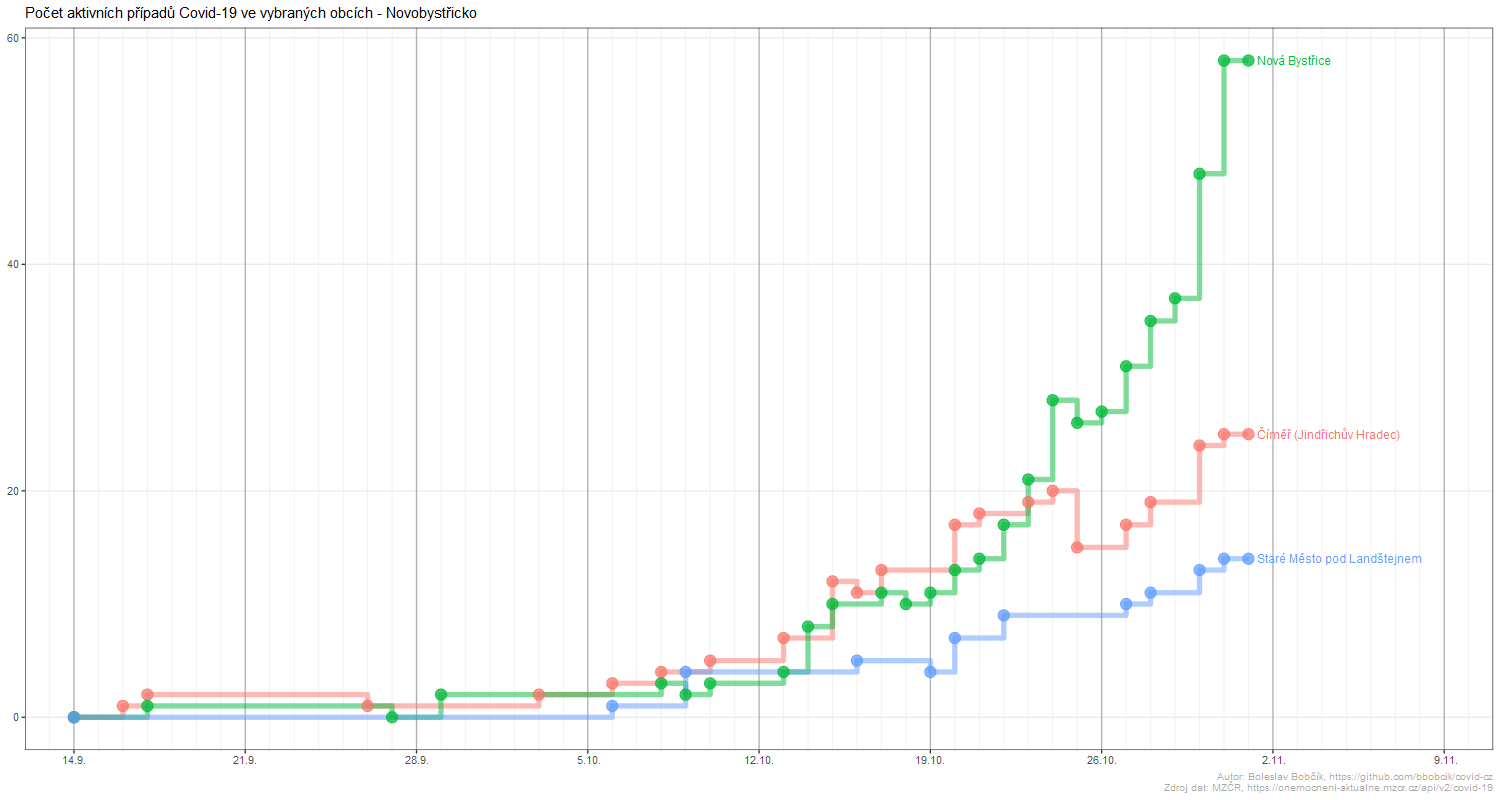 Počet aktivních případů Covid-19 ve vybraných obcích - Novobystřicko
60
Nová Bystřice
40
Číměř (Jindřichův Hradec)
20
Staré Město pod Landštejnem
0
14.9. 21.9. 28.9. 5.10. 12.10. 19.10. 26.10. 2.11. 9.11.
Autor: Boleslav Bobčík, https://github.com/bbobcik/covid-cz
Zdroj dat: MZČR, https://onemocneni-aktualne.mzcr.cz/api/v2/covid-19